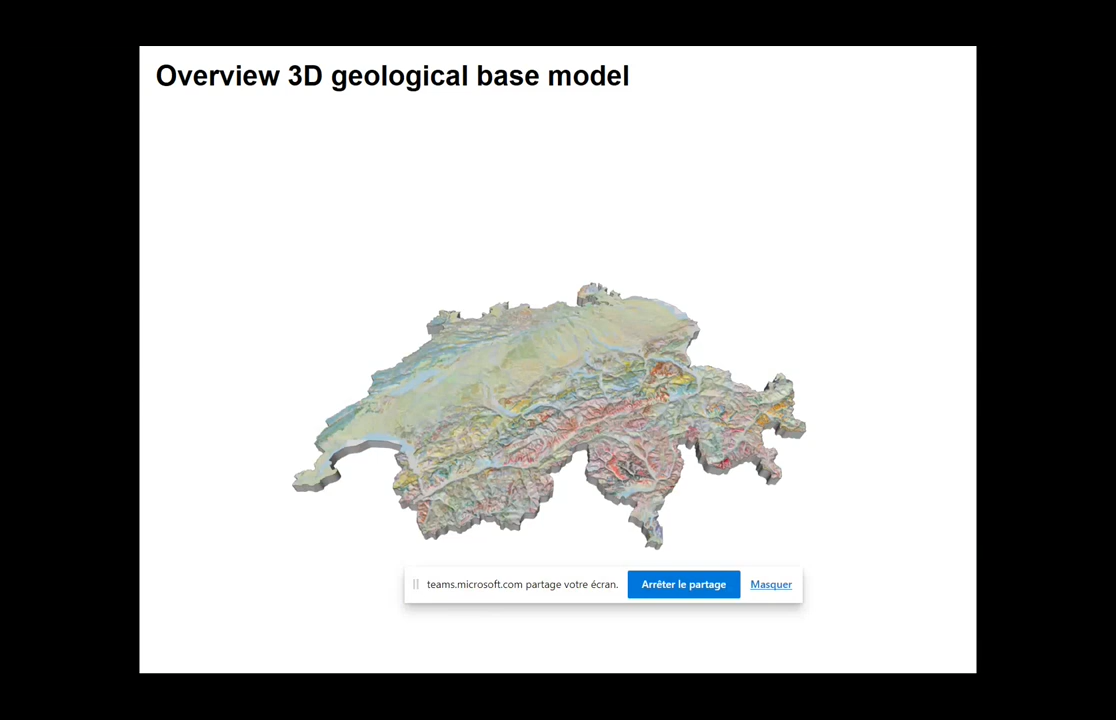 Overview 3D geological base model
teams.microsoft.com partage votre écran. Arrêter le partage Masquer